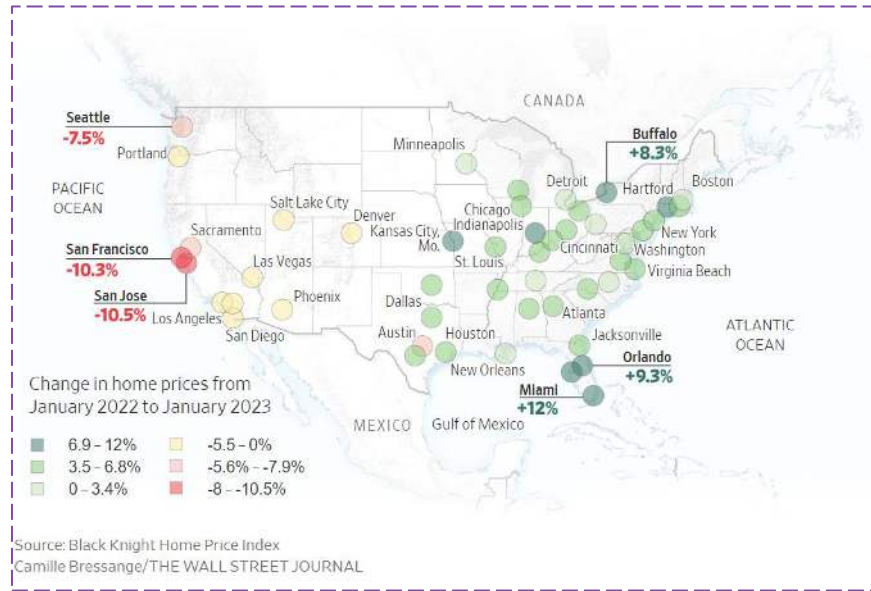 CANADA
Seattle
-7.5%
Portland
PACIFIC
OCEAN
Minneapolis
Buffalo
+8.3%
Detroit
Hartford
Boston
Salt Lake City
Denver
Sacramento
Kansas City,
Mo.
Chicago
Indianapolis
New York
San Francisco
-10.3%
Las Vegas
St. Louis
Cincinnati
Washington
Virginia Beach
San Jose
-10.5%
Phoenix
Los Angeles
San Diego
Dallas
Atlanta
Austin
Houston
Jacksonville
ATLANTIC
OCEAN
New Orleans
Orlando
+9.3%
Miami
+12%
MEXICO
Gulf of Mexico
Change in home prices from
January 2022 to January 2023
6.9 – 12%
3.5 – 6.8%
0 – 3.4%
-5.5 – 0%
-5.6% – -7.9%
-8 – -10.5%
Source: Black Knight Home Price Index
Camille Bressange/THE WALL STREET JOURNAL